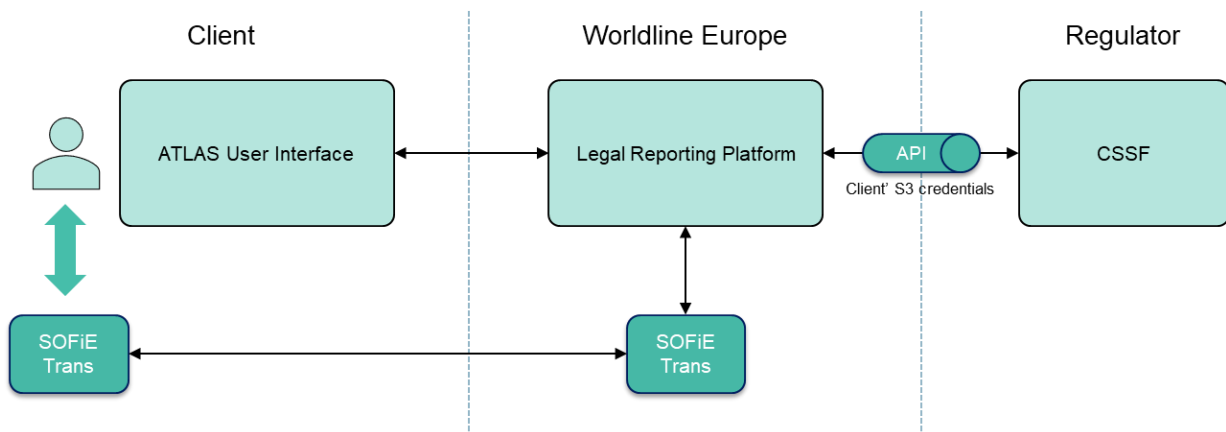 Client
Worldline Europe
Regulator
ATLAS User Interface
Legal Reporting Platform
API
Client' S3 credentials
CSSF
SOFiE
Trans
SOFiE
Trans